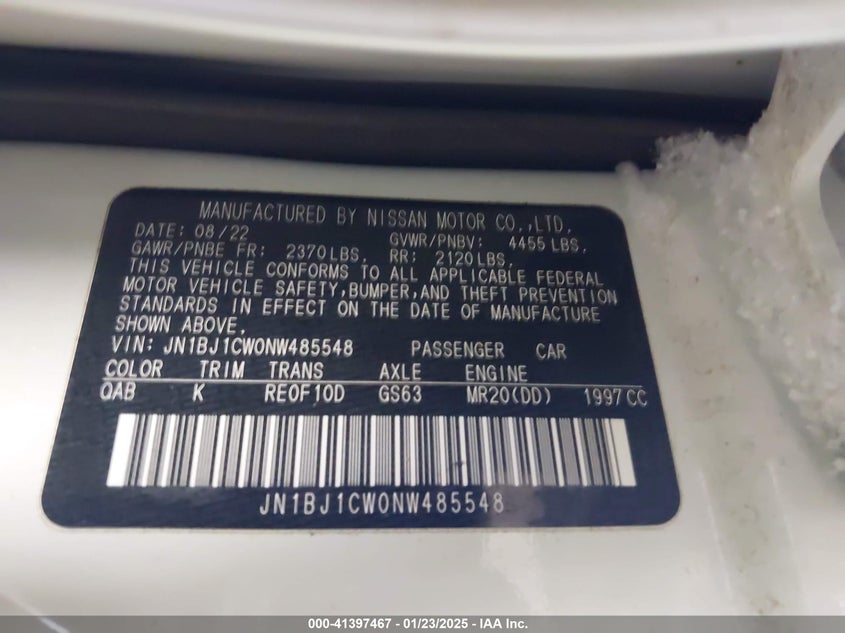 MANUFACTURED BY NISSAN MOTOR CO.,LTD.
DATE: 08/22 GVWR/PNBV: 4455 LBS.
GAWR/PNBE FR: 2370LBS. RR: 2120LBS.
THIS VEHICLE CONFORMS TO ALL APPLICABLE FEDERAL
MOTOR VEHICLE SAFETY,BUMPER,AND THEFT PREVENTION
STANDARDS IN EFFECT ON THE DATE OF MANUFACTURE
SHOWN ABOVE.
VIN: JN1BJ1CW0NW485548 PASSENGER CAR
COLOR TRIM TRANS AXLE ENGINE
QAB K RE0F10D GS63 MR20(DD) 1997CC
JN1BJ1CW0NW485548
000-41397467 — 01/23/2025 — IAA Inc.